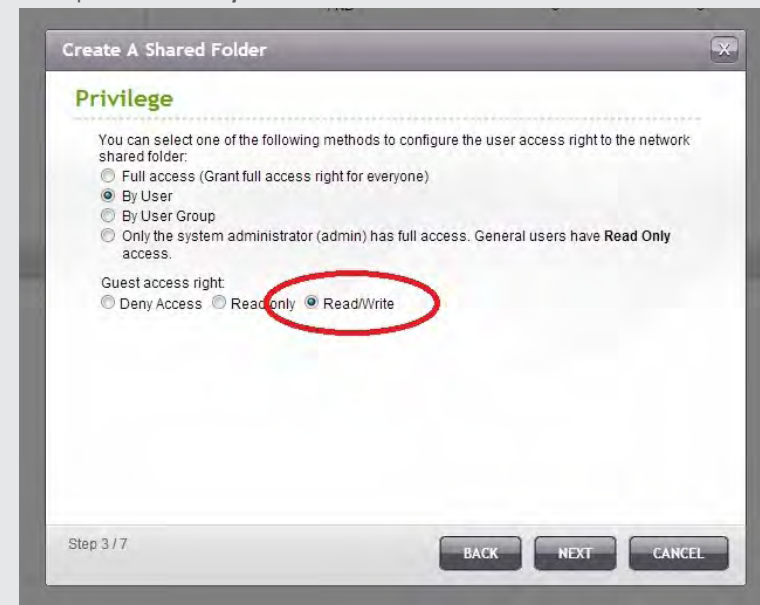 Create A Shared Folder
X
Privilege
You can select one of the following methods to configure the user access right to the network
shared folder:
Full access (Grant full access right for everyone)
By User
By User Group
Only the system administrator (admin) has full access. General users have Read Only
access.
Guest access right:
Deny Access Read only Read/Write
Step 3 / 7
BACK NEXT CANCEL